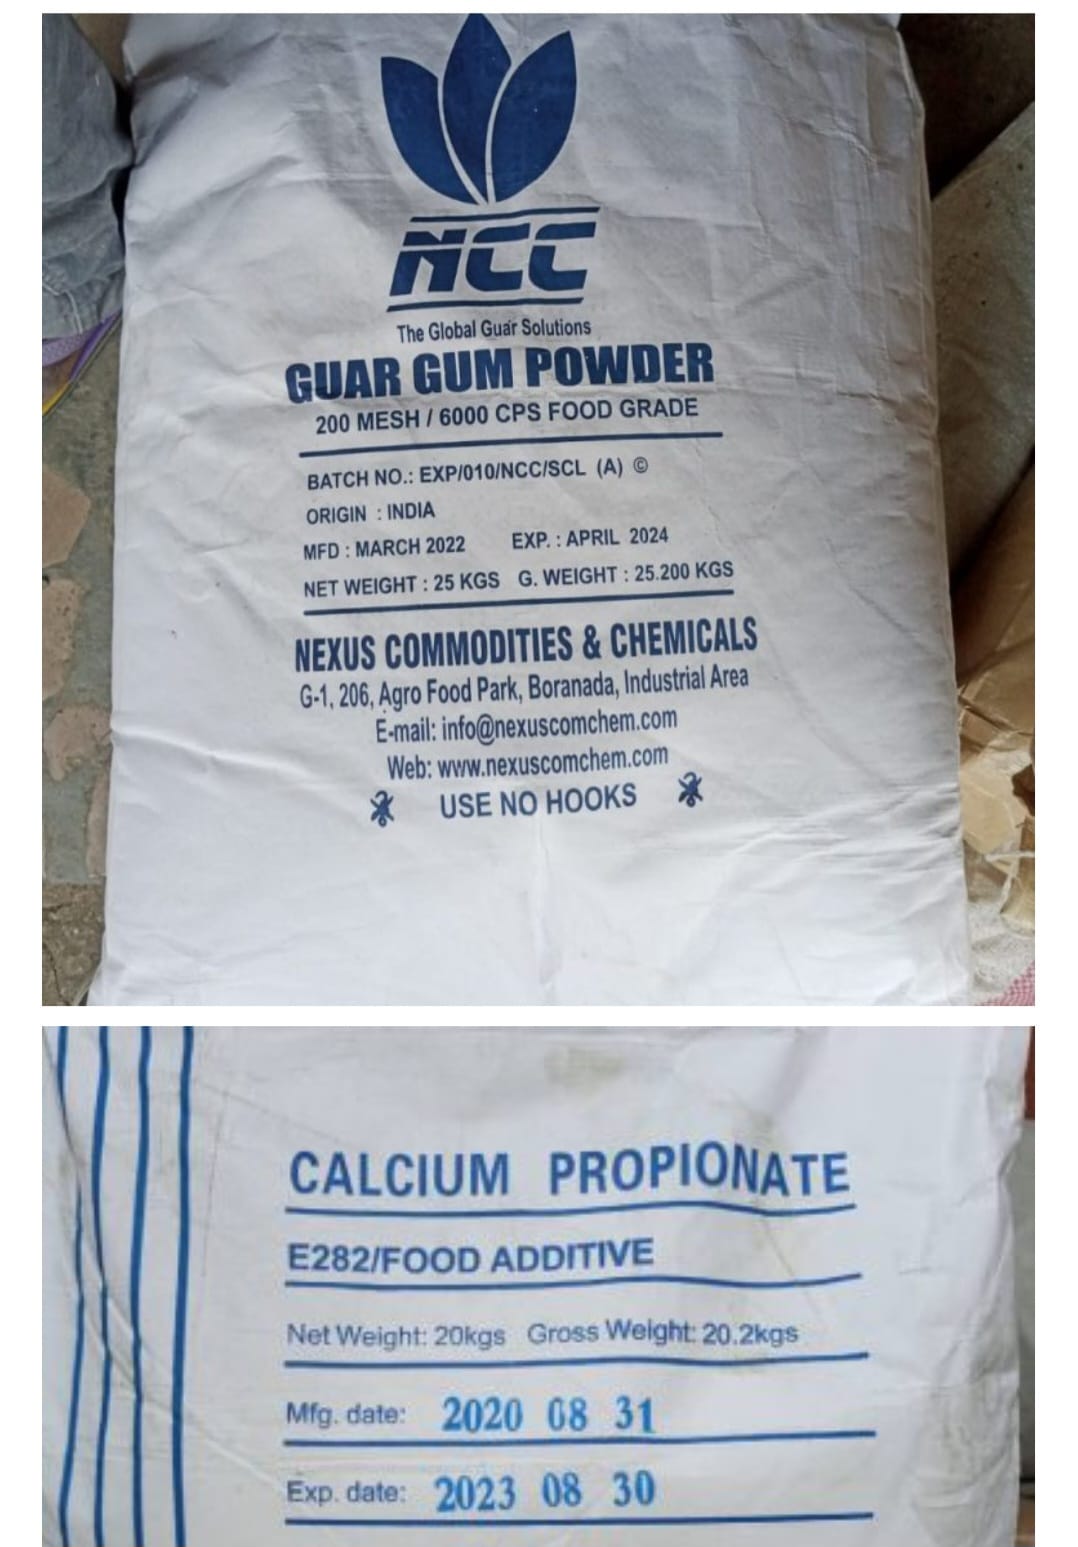 NCC
The Global Guar Solutions
GUAR GUM POWDER
200 MESH / 6000 CPS FOOD GRADE
BATCH NO.: EXP/010/NCC/SCL (A) ©
ORIGIN : INDIA
MFD : MARCH 2022 EXP. : APRIL 2024
NET WEIGHT : 25 KGS G. WEIGHT : 25.200 KGS
NEXUS COMMODITIES & CHEMICALS
G-1, 206, Agro Food Park, Boranada, Industrial Area
E-mail: info@nexuscomchem.com
Web: www.nexuscomchem.com
USE NO HOOKS
CALCIUM PROPIONATE
E282/FOOD ADDITIVE
Net Weight: 20kgs Gross Weight: 20.2kgs
Mfg. date: 2020 08 31
Exp. date: 2023 08 30